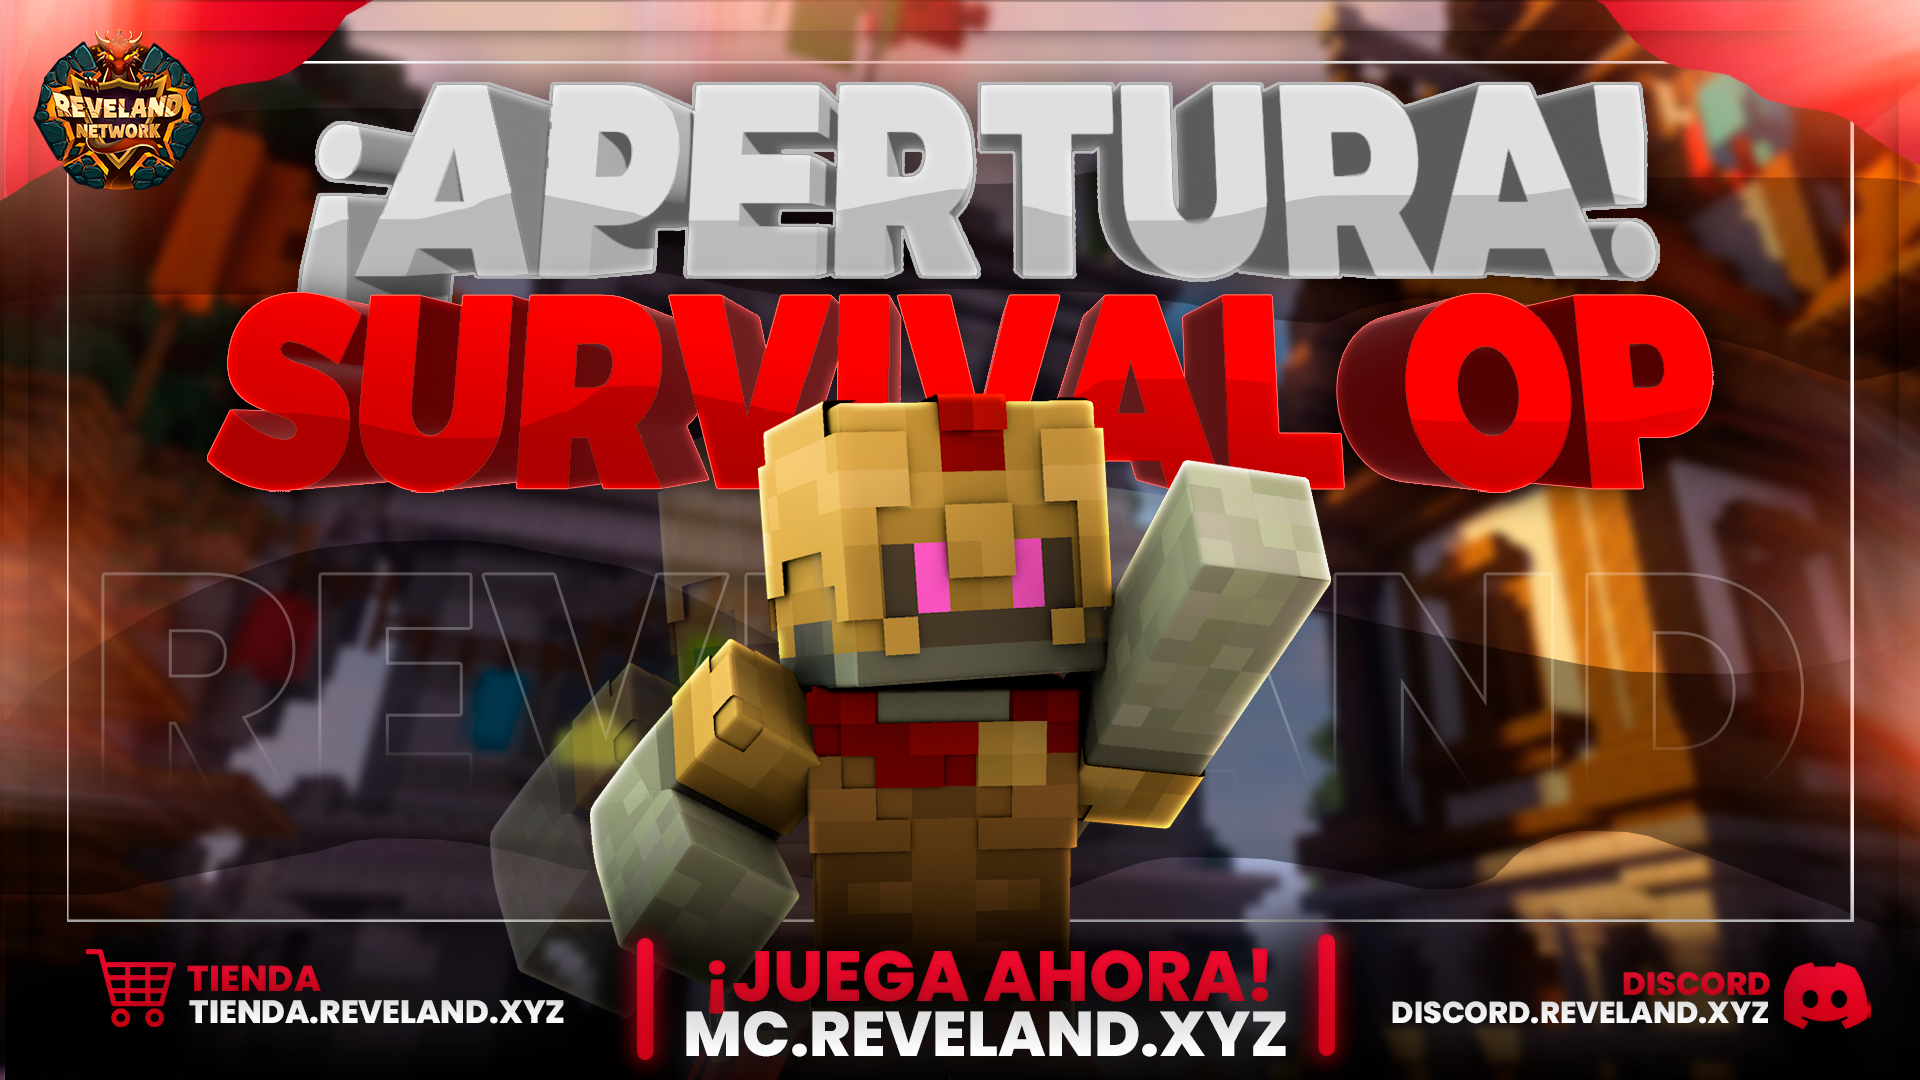 REVELAND
NETWORK
¡APERTURA!
SURVIVAL OP
REVELAND
TIENDA
TIENDA.REVELAND.XYZ
¡JUEGA AHORA!
MC.REVELAND.XYZ
DISCORD
DISCORD.REVELAND.XYZ